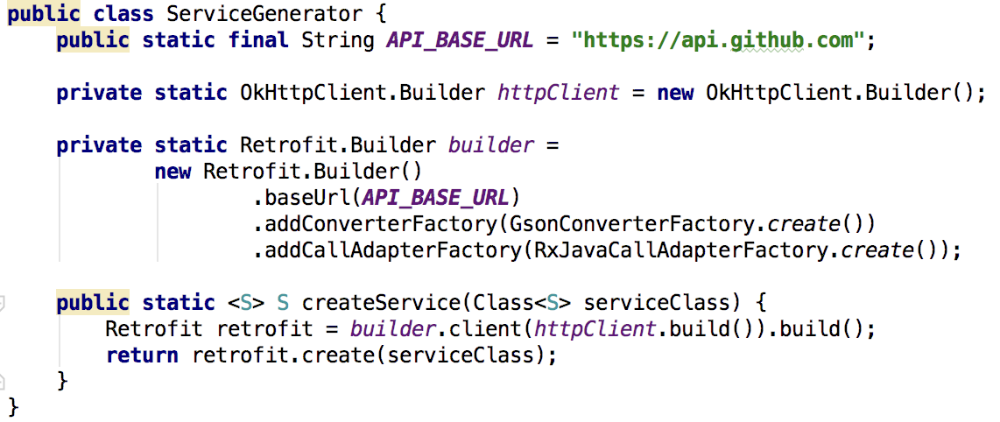 public class ServiceGenerator {
    public static final String API_BASE_URL = "https://api.github.com";

    private static OkHttpClient.Builder httpClient = new OkHttpClient.Builder();

    private static Retrofit.Builder builder =
            new Retrofit.Builder()
                    .baseUrl(API_BASE_URL)
                    .addConverterFactory(GsonConverterFactory.create())
                    .addCallAdapterFactory(RxJavaCallAdapterFactory.create());

    public static <S> S createService(Class<S> serviceClass) {
        Retrofit retrofit = builder.client(httpClient.build()).build();
        return retrofit.create(serviceClass);
    }
}